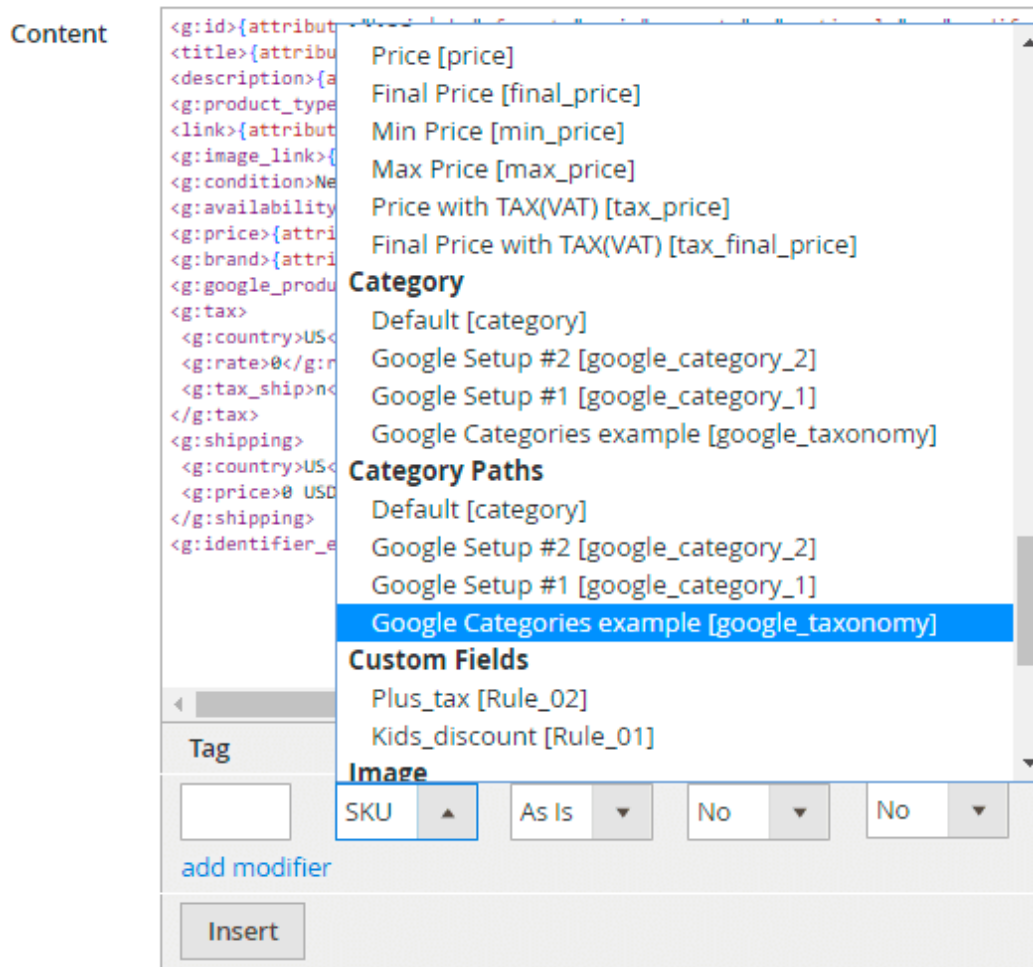 Content
<g:id>{attribut
<title>{attribu
<description>{a
<g:product_type
<link>{attribut
<g:image_link>{
<g:condition>Ne
<g:availability
<g:price>{attri
<g:brand>{attri
<g:google_produ
<g:tax>
<g:country>US<
<g:rate>0</g:r
<g:tax_ship>n<
</g:tax>
<g:shipping>
<g:country>US<
<g:price>0 USD
</g:shipping>
<g:identifier_e
Price [price]
Final Price [final_price]
Min Price [min_price]
Max Price [max_price]
Price with TAX(VAT) [tax_price]
Final Price with TAX(VAT) [tax_final_price]
Category
Default [category]
Google Setup #2 [google_category_2]
Google Setup #1 [google_category_1]
Google Categories example [google_taxonomy]
Category Paths
Default [category]
Google Setup #2 [google_category_2]
Google Setup #1 [google_category_1]
Google Categories example [google_taxonomy]
Custom Fields
Plus_tax [Rule_02]
Kids_discount [Rule_01]
Image
Tag
SKU As Is No No
add modifier
Insert